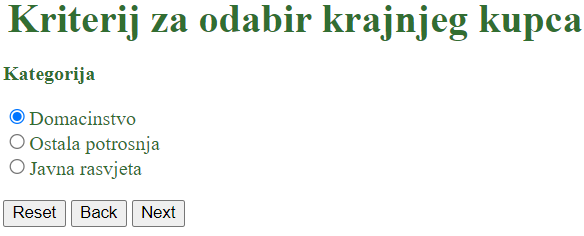 Kriterij za odabir krajnjeg kupca
Kategorija
Domacinstvo
Ostala potrosnja
Javna rasvjeta
Reset Back Next